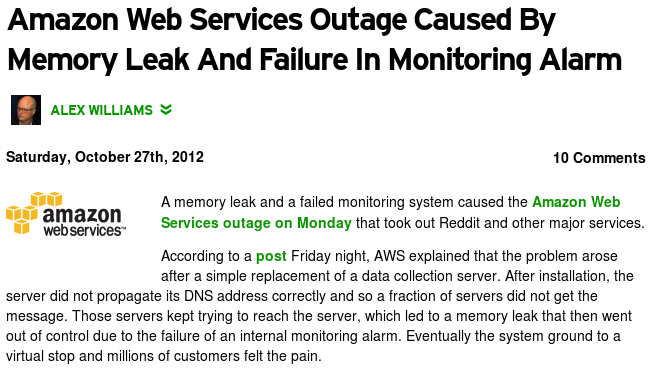 Amazon Web Services Outage Caused By
Memory Leak And Failure In Monitoring Alarm
ALEX WILLIAMS
Saturday, October 27th, 2012
10 Comments
amazon
webservices™
A memory leak and a failed monitoring system caused the Amazon Web
Services outage on Monday that took out Reddit and other major services.
According to a post Friday night, AWS explained that the problem arose
after a simple replacement of a data collection server. After installation, the
server did not propagate its DNS address correctly and so a fraction of servers did not get the
message. Those servers kept trying to reach the server, which led to a memory leak that then went
out of control due to the failure of an internal monitoring alarm. Eventually the system ground to a
virtual stop and millions of customers felt the pain.